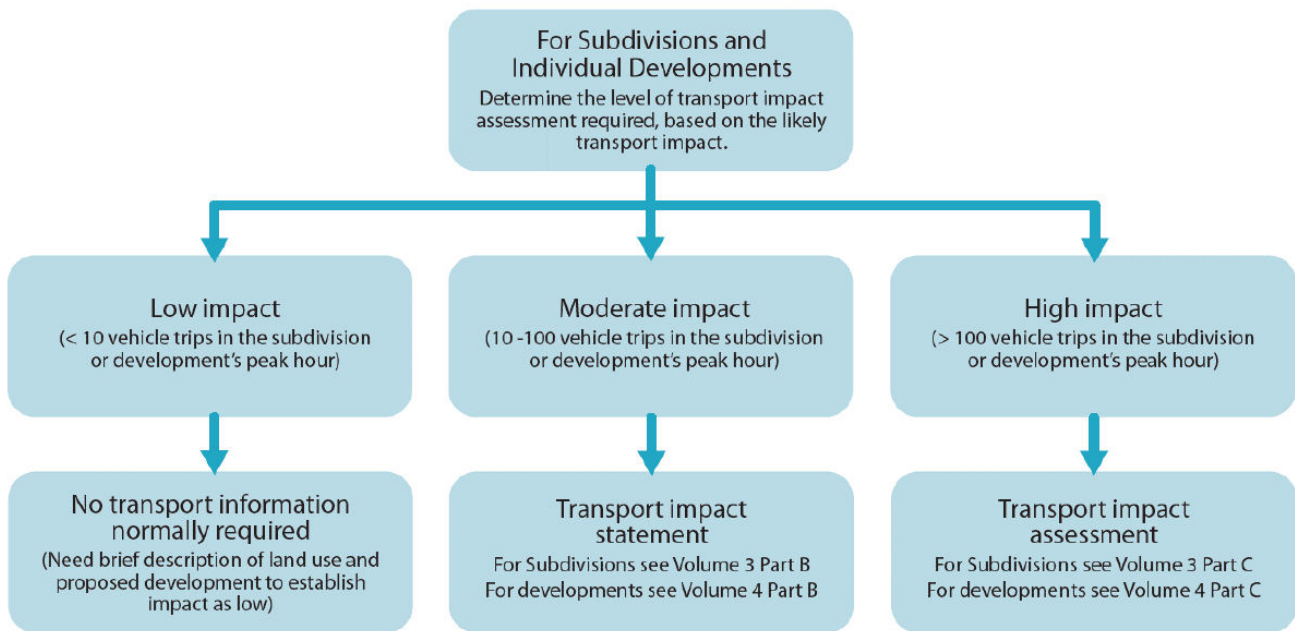 For Subdivisions and
Individual Developments
Determine the level of transport impact
assessment required, based on the likely
transport impact.
Low impact
(< 10 vehicle trips in the subdivision
or development's peak hour)
Moderate impact
(10 -100 vehicle trips in the subdivision
or development's peak hour)
High impact
(> 100 vehicle trips in the subdivision
or development's peak hour)
No transport information
normally required
(Need brief description of land use and
proposed development to establish
impact as low)
Transport impact
statement
For Subdivisions see Volume 3 Part B
For developments see Volume 4 Part B
Transport impact
assessment
For Subdivisions see Volume 3 Part C
For developments see Volume 4 Part C